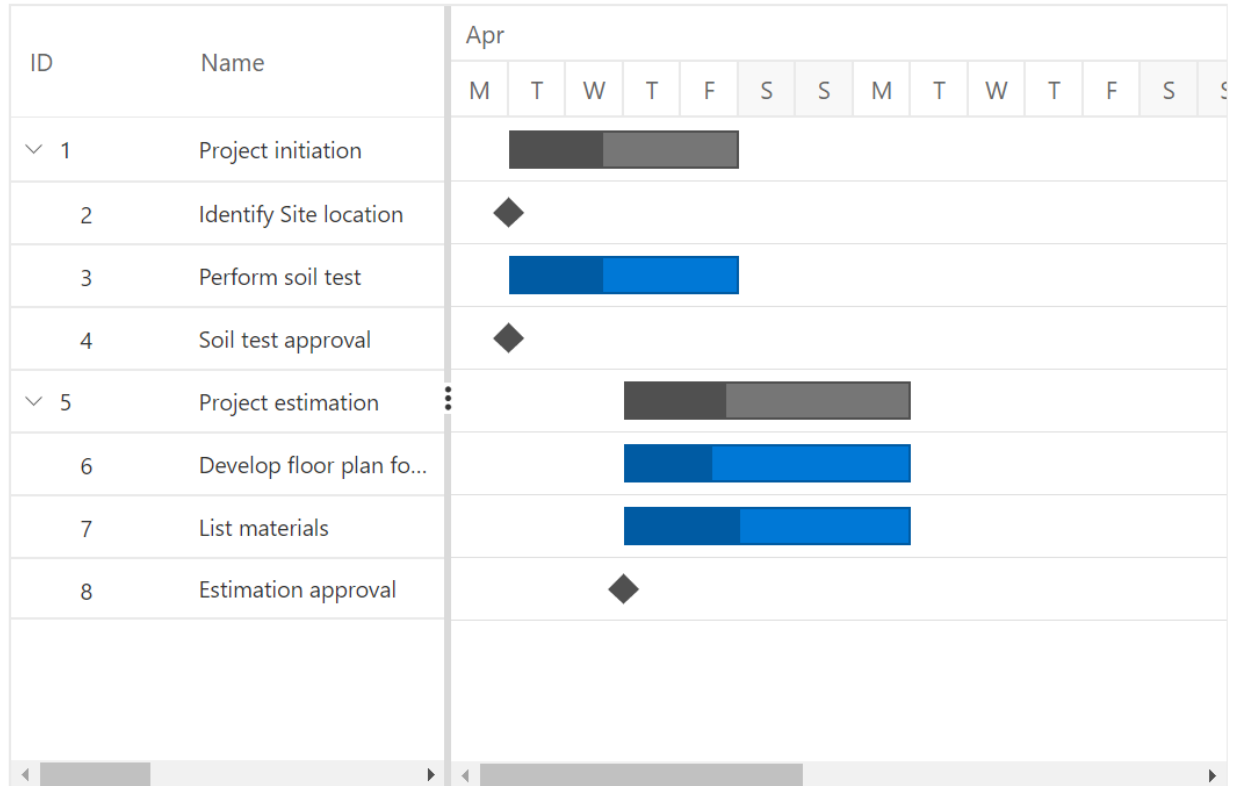 Apr
ID Name
M T W T F S S M T W T F S S
1 Project initiation
2 Identify Site location
3 Perform soil test
4 Soil test approval
5 Project estimation
6 Develop floor plan fo...
7 List materials
8 Estimation approval